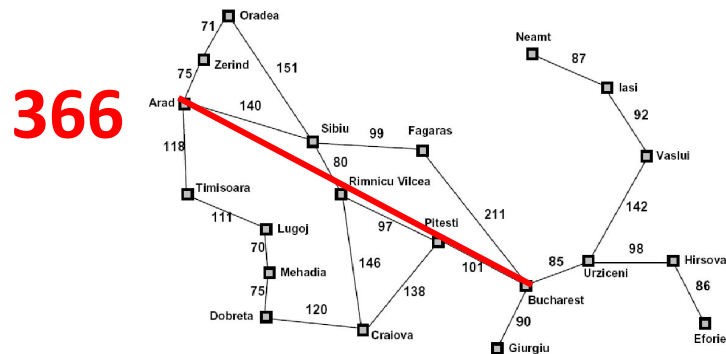 Oradea
71
Neamt
87
Zerind
75
151
Iasi
366
Arad
140
92
Sibiu
99
Fagaras
118
80
Vaslui
Rimnicu Vilcea
Timisoara
211
142
111
Lugoj
97
Pitesti
70
98
146
101
85
Hirsova
Mehadia
Urziceni
75
138
86
Bucharest
120
Dobreta
90
Craiova
Eforie
Giurgiu